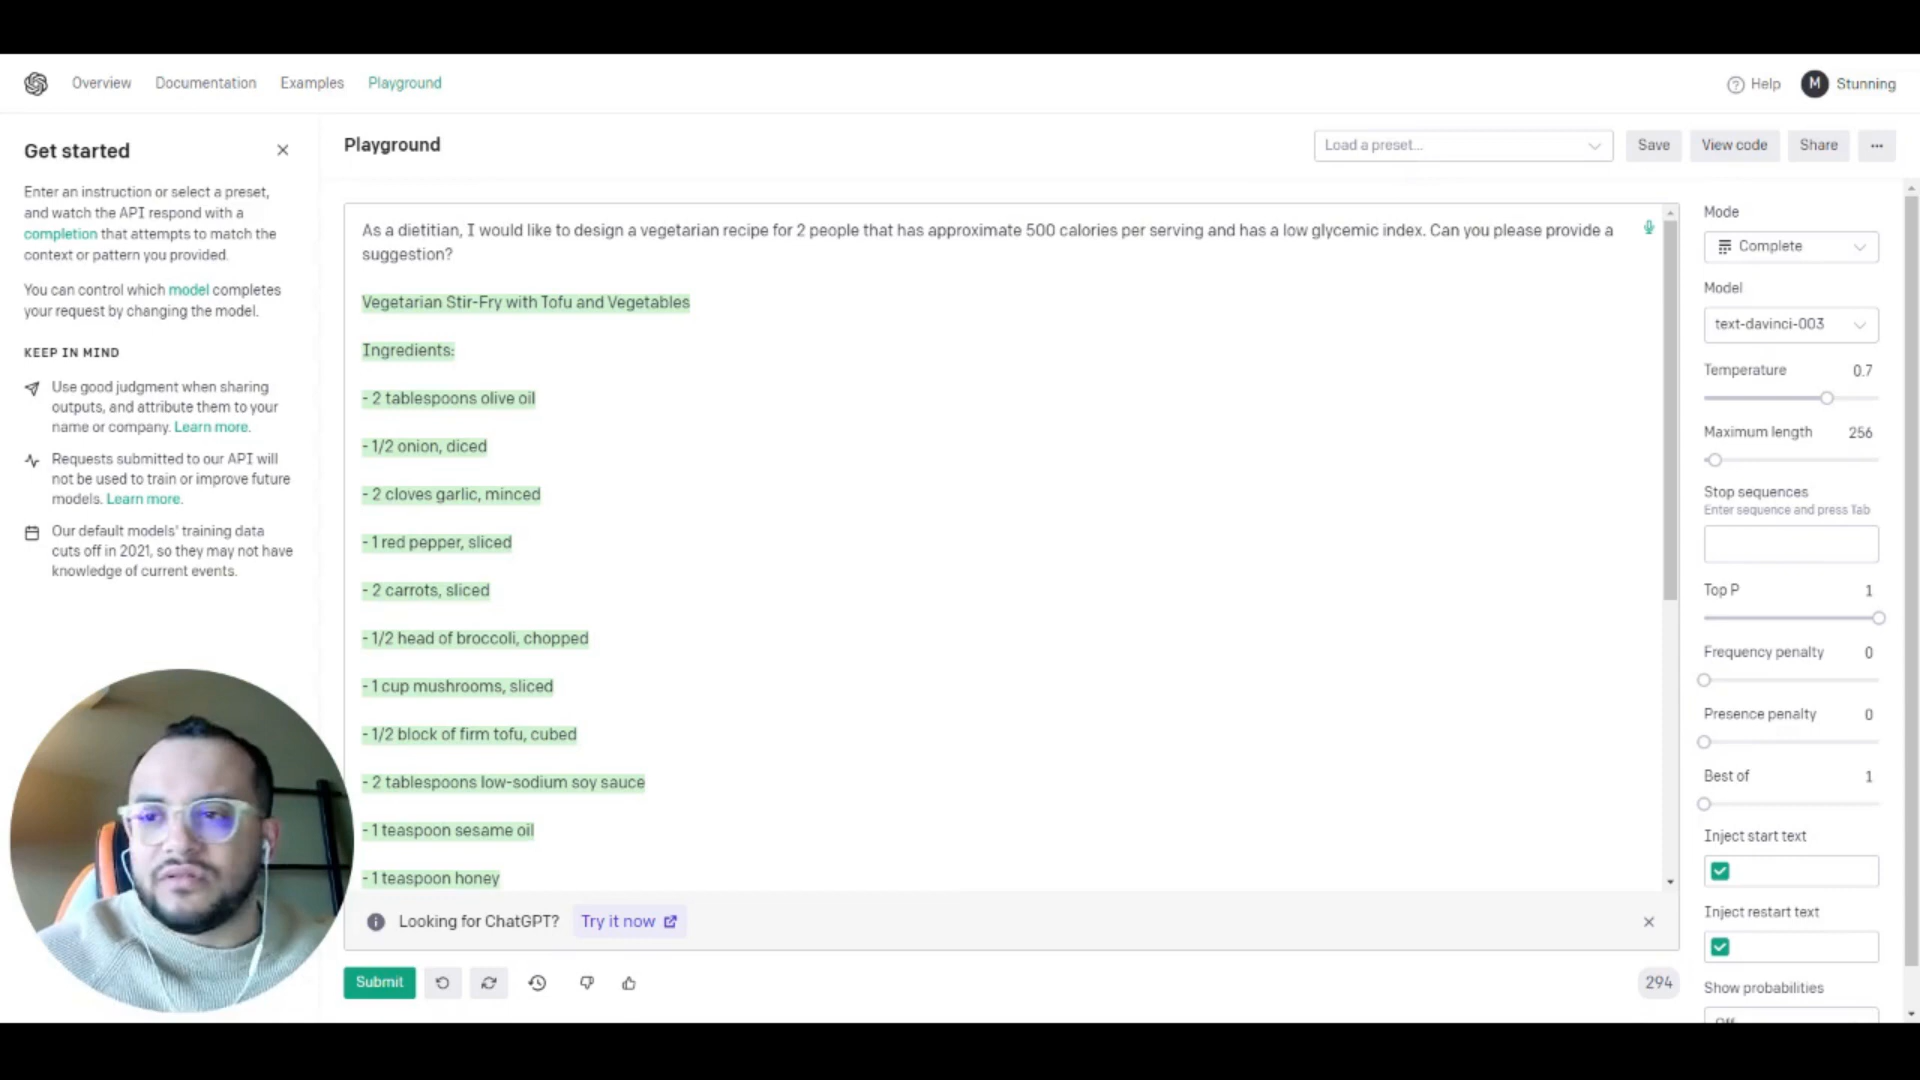 Overview Documentation Examples Playground
Help M Stunning
Get started
Enter an instruction or select a preset,
and watch the API respond with a
completion that attempts to match the
context or pattern you provided.
You can control which model completes
your request by changing the model.
KEEP IN MIND
Use good judgment when sharing
outputs, and attribute them to your
name or company. Learn more.
Requests submitted to our API will
not be used to train or improve future
models. Learn more.
Our default models' training data
cuts off in 2021, so they may not have
knowledge of current events.
Playground
Load a preset...
Save
View code
Share
...
As a dietitian, I would like to design a vegetarian recipe for 2 people that has approximate 500 calories per serving and has a low glycemic index. Can you please provide a
suggestion?
Vegetarian Stir-Fry with Tofu and Vegetables
Ingredients:
- 2 tablespoons olive oil
- 1/2 onion, diced
- 2 cloves garlic, minced
- 1 red pepper, sliced
- 2 carrots, sliced
- 1/2 head of broccoli, chopped
- 1 cup mushrooms, sliced
- 1/2 block of firm tofu, cubed
- 2 tablespoons low-sodium soy sauce
- 1 teaspoon sesame oil
- 1 teaspoon honey
Looking for ChatGPT? Try it now
Submit
294
Mode
Complete
Model
text-davinci-003
Temperature 0.7
Maximum length 256
Stop sequences
Enter sequence and press Tab
Top P 1
Frequency penalty 0
Presence penalty 0
Best of 1
Inject start text
Inject restart text
Show probabilities
Off